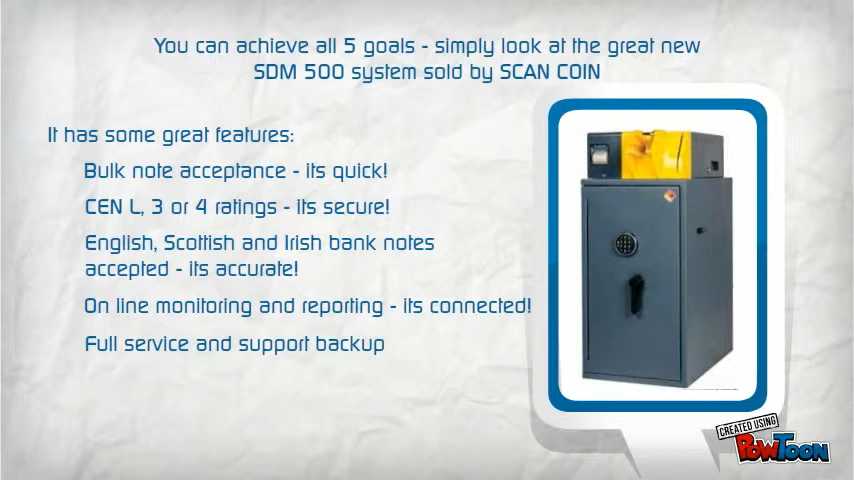 You can achieve all 5 goals - simply look at the great new
SDM 500 system sold by SCAN COIN
It has some great features:
Bulk note acceptance - its quick!
CEN L, 3 or 4 ratings - its secure!
English, Scottish and Irish bank notes
accepted - its accurate!
On line monitoring and reporting - its connected!
Full service and support backup
CREATED USING
POWTOON